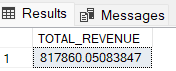 Results Messages
TOTAL_REVENUE
1 817860.05083847